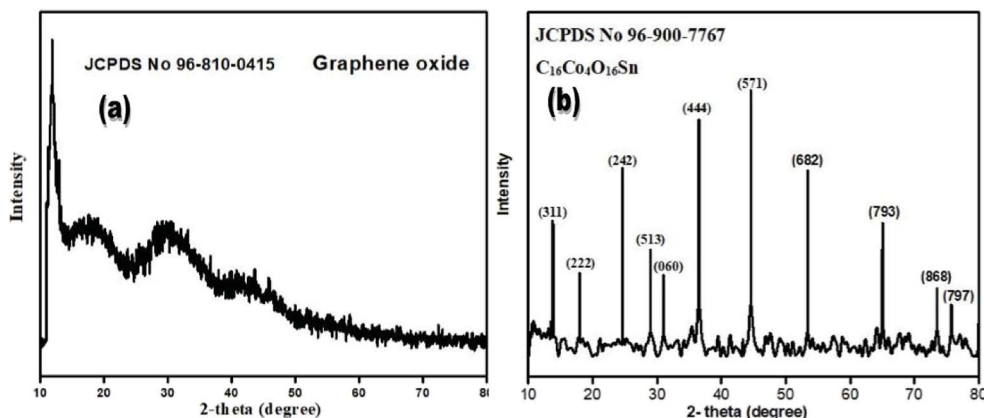 JCPDS No 96-810-0415 Graphene oxide
(a)
Intensity
10 20 30 40 50 60 70 80
2-theta (degree)
JCPDS No 96-900-7767
C₁₆Co₄O₁₆Sn
(b)
(571)
(444)
(242)
(682)
(311)
(793)
(513)
(222)
(060)
(868)
(797)
Intensity
10 20 30 40 50 60 70 80
2- theta (degree)